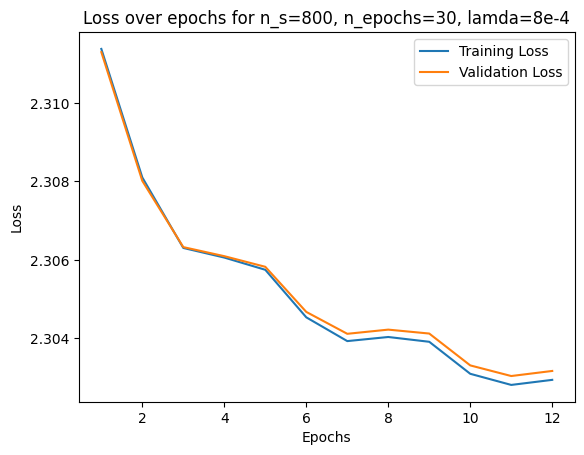 Loss over epochs for n_s=800, n_epochs=30, lamda=8e-4
Training Loss
Validation Loss
2.310
2.308
2.306
2.304
Loss
2 4 6 8 10 12
Epochs